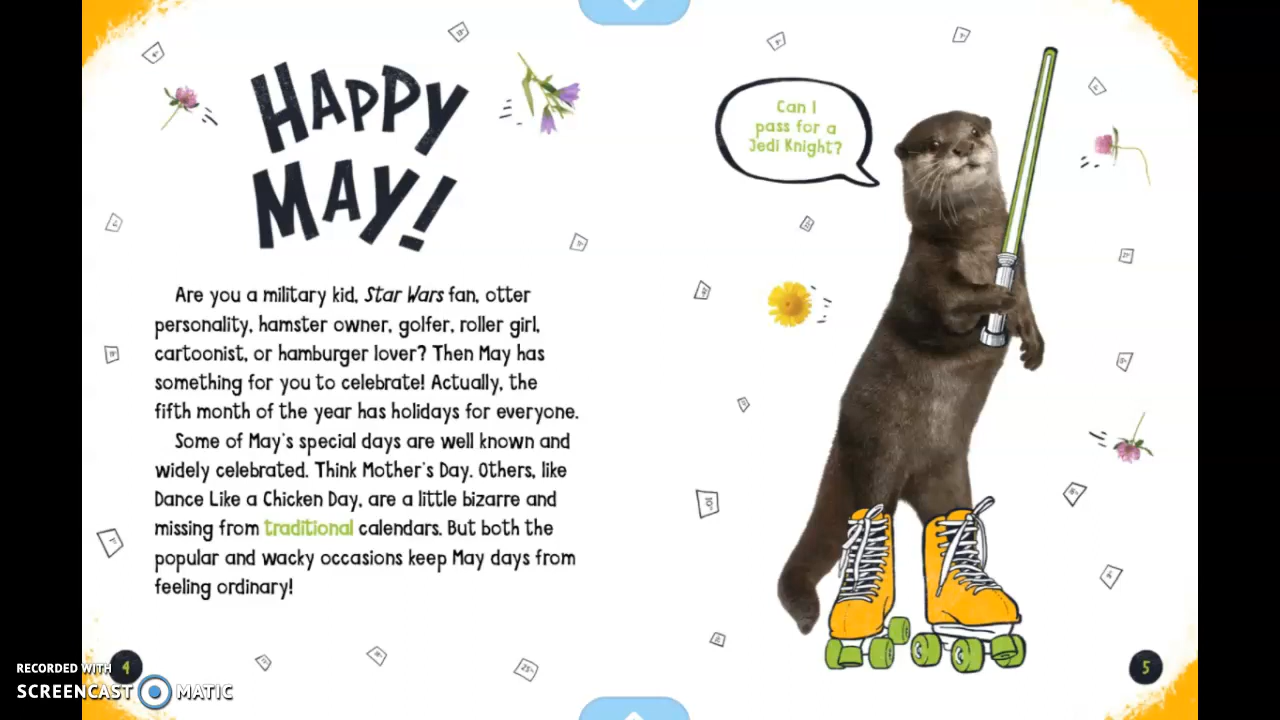 HAPPY
MAY!
Are you a military kid, Star Wars fan, otter
personality, hamster owner, golfer, roller girl,
cartoonist, or hamburger lover? Then May has
something for you to celebrate! Actually, the
fifth month of the year has holidays for everyone.
Some of May's special days are well known and
widely celebrated. Think Mother's Day. Others, like
Dance Like a Chicken Day, are a little bizarre and
missing from traditional calendars. But both the
popular and wacky occasions keep May days from
feeling ordinary!
4
Can I
pass for a
Jedi Knight?
5
RECORDED WITH
SCREENCAST MATIC